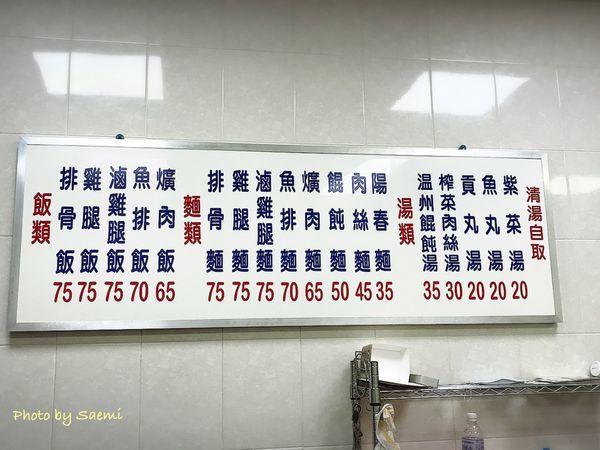 飯類
排骨飯 75
雞腿飯 75
滷雞腿飯 75
魚排飯 70
爌肉飯 65
麵類
排骨麵 75
雞腿麵 75
滷雞腿麵 75
魚排麵 70
爌肉麵 65
餛飩麵 50
肉絲麵 45
陽春麵 35
湯類
温州餛飩湯 35
榨菜肉絲湯 30
貢丸湯 20
魚丸湯 20
紫菜湯 20
清湯自取
Photo by Saemi